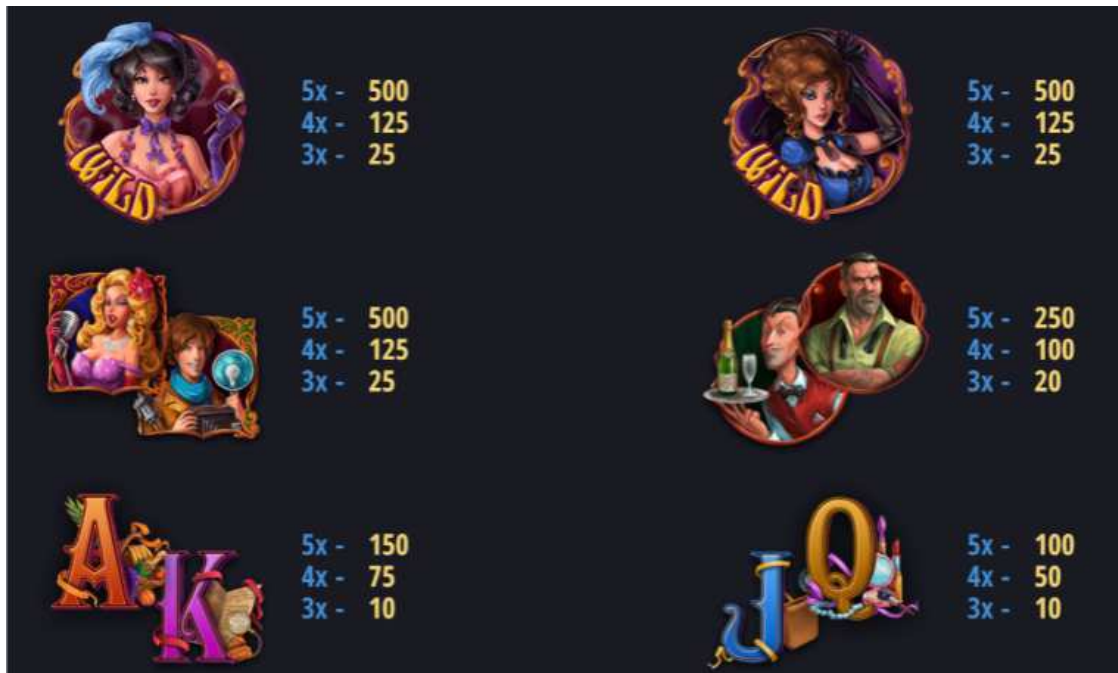 WILD
5x - 500
4x - 125
3x - 25
WILD
5x - 500
4x - 125
3x - 25
5x - 500
4x - 125
3x - 25
5x - 250
4x - 100
3x - 20
A
K
5x - 150
4x - 75
3x - 10
J
Q
5x - 100
4x - 50
3x - 10